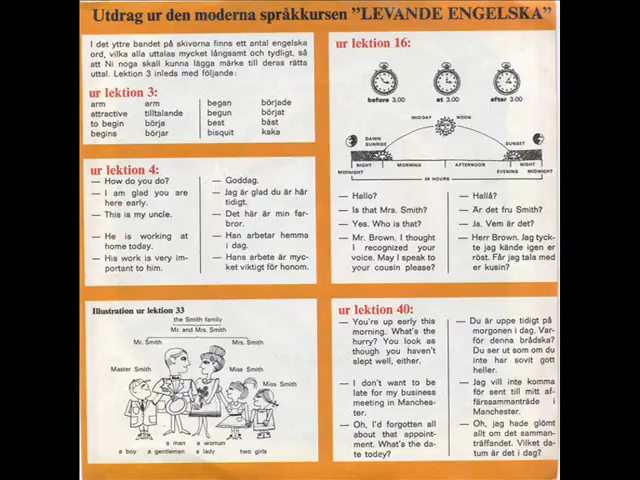 Utdrag ur den moderna språkkursen ”LEVANDE ENGELSKA”
I det yttre bandet på skivorna finns ett antal engelska
ord, vilka alla uttalas mycket långsamt och tydligt, så
att Ni noga skall kunna lägga märke till deras rätta
uttal. Lektion 3 inleds med följande:
ur lektion 3:
arm arm
attractive tilltalande
to begin börja
begins börjar
began började
begun börjat
best bäst
bisquit kaka
ur lektion 4:
— How do you do?
— I am glad you are
here early.
— This is my uncle.
— He is working at
home today.
— His work is very im-
portant to him.
— Goddag.
— Jag är glad du är här
tidigt.
— Det här är min far-
bror.
— Han arbetar hemma
i dag.
— Hans arbete är myc-
ket viktigt för honom.
Illustration ur lektion 33
the Smith family
Mr. and Mrs. Smith
Mr. Smith Mrs. Smith
Master Smith Miss Smith
Miss Smith
a man a woman
a boy a gentleman a lady two girls
ur lektion 16:
before 3.00 at 3.00 after 3.00
MIDDAY NOON
DAWN
SUNRISE SUNSET
NIGHT MORNING AFTERNOON NIGHT
MIDNIGHT EVENING MIDNIGHT
24 HOURS
— Hallo?
— Is that Mrs. Smith?
— Yes. Who is that?
— Mr. Brown. I thought
I recognized your
voice. May I speak to
your cousin please?
— Hallå?
— Är det fru Smith?
— Ja. Vem är det?
— Herr Brown. Jag tyck-
te jag kände igen er
röst. Får jag tala med
er kusin?
ur lektion 40:
— You're up early this
morning. What's the
hurry? You look as
though you haven't
slept well, either.
— I don't want to be
late for my business
meeting in Manches-
ter.
— Oh, I'd forgotten all
about that appoint-
ment. What's the da-
te today?
— Du är uppe tidigt på
morgonen i dag. Var-
för denna brådska?
Du ser ut som om du
inte har sovit gott
heller.
— Jag vill inte komma
för sent till mitt af-
färssammanträde i
Manchester.
— Oh, jag hade glömt
allt om det samman-
träffandet. Vilket da-
tum är det i dag?